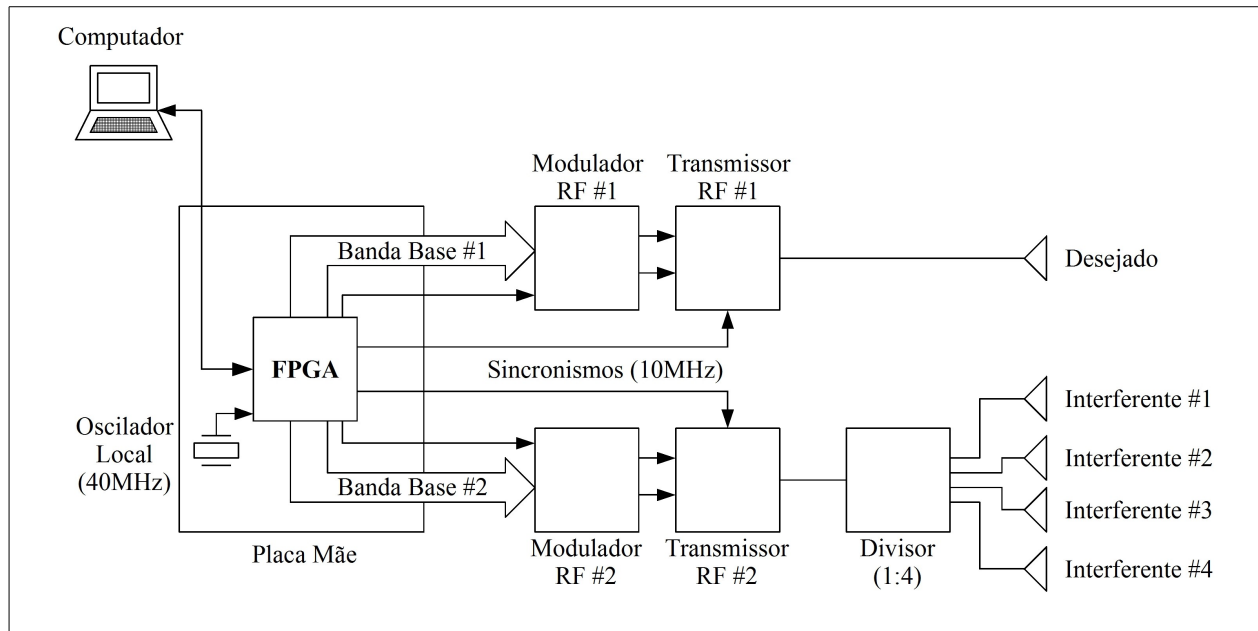 Computador
Modulador
RF #1
Transmissor
RF #1
Banda Base #1
Desejado
FPGA
Sincronismos (10MHz)
Oscilador
Local
(40MHz)
Banda Base #2
Placa Mãe
Modulador
RF #2
Transmissor
RF #2
Divisor
(1:4)
Interferente #1
Interferente #2
Interferente #3
Interferente #4